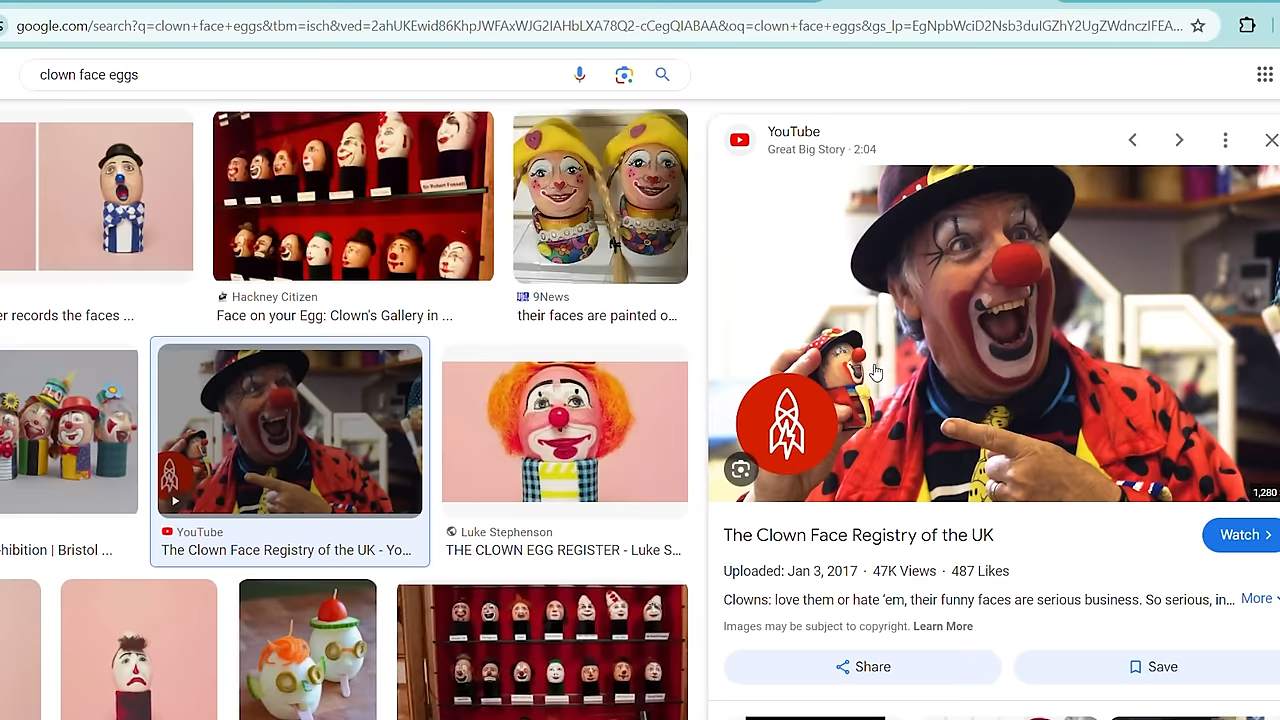 google.com/search?q=clown+face+eggs&tbm=isch&ved=2ahUKEwid86KhpJWFAxWJG2IAHbLXA78Q2-cCegQIABAA&oq=clown+face+eggs&gs_lp=EgNpbWciD2Nsb3duIGZhY2UgZWdnczIFEA...
clown face eggs
YouTube
Great Big Story · 2:04
Sir Robert Fossett
Hackney Citizen
9News
er records the faces ...
Face on your Egg: Clown's Gallery in ...
their faces are painted o...
1,280
YouTube
Luke Stephenson
hibition | Bristol ...
The Clown Face Registry of the UK - Yo...
THE CLOWN EGG REGISTER - Luke S...
The Clown Face Registry of the UK
Watch
Uploaded: Jan 3, 2017 · 47K Views · 487 Likes
Clowns: love them or hate 'em, their funny faces are serious business. So serious, in... More
Images may be subject to copyright. Learn More
Share
Save